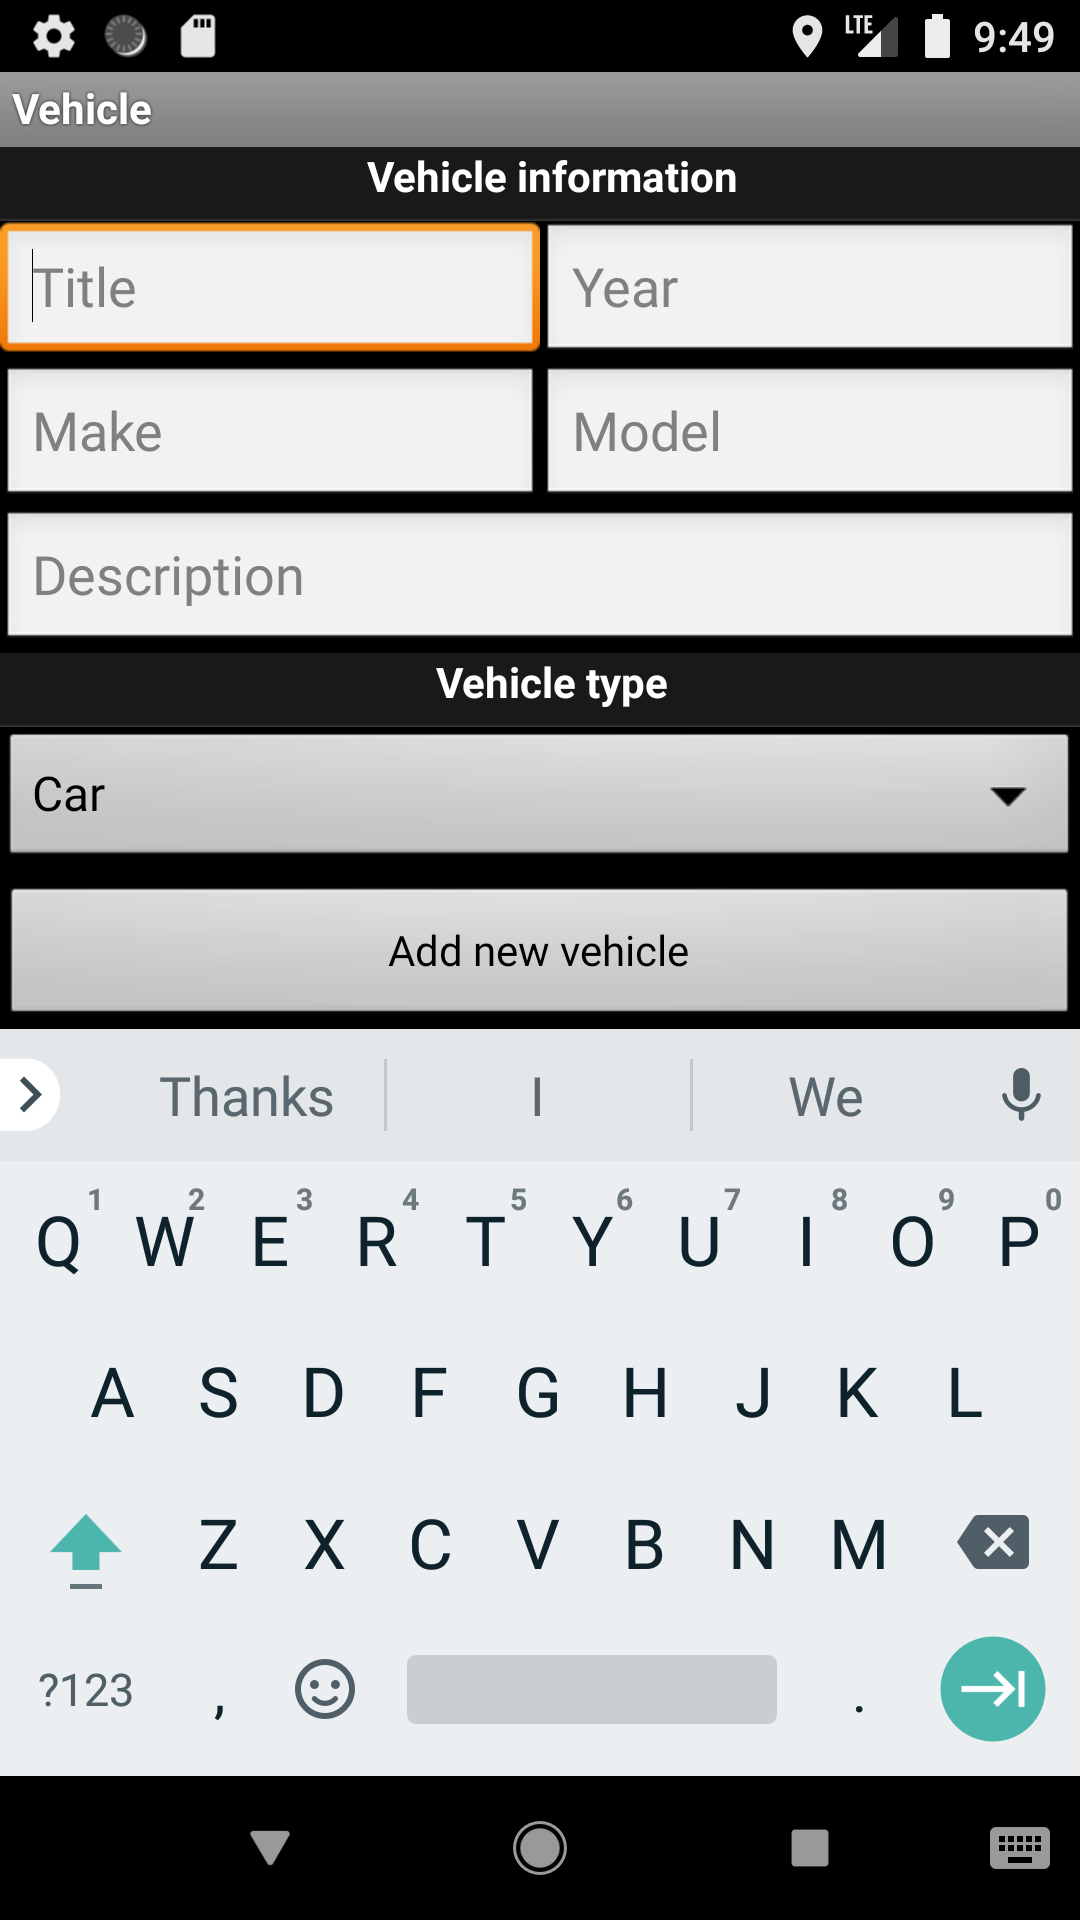 LTE 9:49
Vehicle
Vehicle information
Title Year
Make Model
Description
Vehicle type
Car
Add new vehicle
Thanks I We
1 2 3 4 5 6 7 8 9 0
Q W E R T Y U I O P
A S D F G H J K L
Z X C V B N M
?123 , .